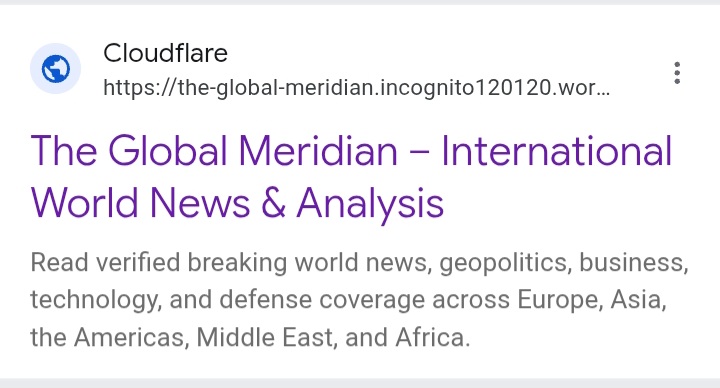 Cloudflare
https://the-global-meridian.incognito120120.wor...
The Global Meridian – International
World News & Analysis
Read verified breaking world news, geopolitics, business,
technology, and defense coverage across Europe, Asia,
the Americas, Middle East, and Africa.